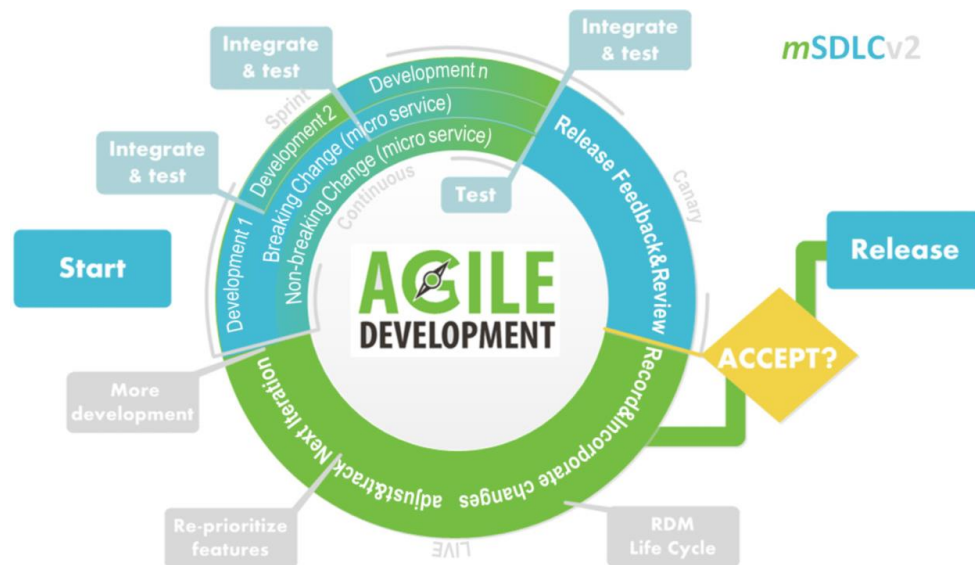 mSDLCv2
Integrate
& test
Integrate
& test
Integrate
& test
Test
Start
Release
ACCEPT?
More
development
Re-prioritize
features
RDM
Life Cycle
Sprint
Continuous
Canary
LIVE
Development 1
Development 2
Development n
Breaking Change (micro service)
Non-breaking Change (micro service)
Release Feedback&Review
Record&Incorporate changes
adjust&track Next Iteration
AGILE
DEVELOPMENT